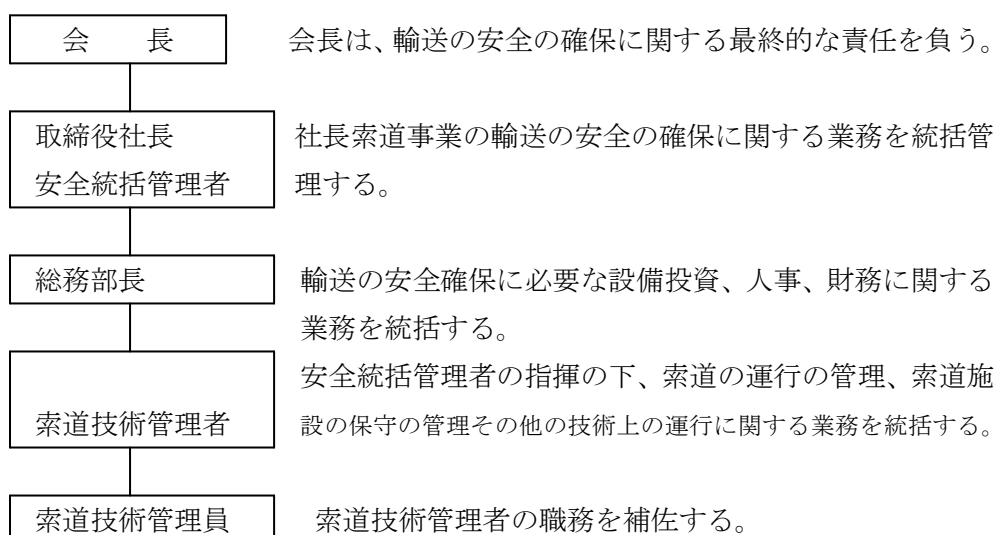 会　　長　　会長は、輸送の安全の確保に関する最終的な責任を負う。
取締役社長　　社長索道事業の輸送の安全の確保に関する業務を統括管
安全統括管理者　　理する。
総務部長　　輸送の安全確保に必要な設備投資、人事、財務に関する
業務を統括する。
安全統括管理者の指揮の下、索道の運行の管理、索道施
索道技術管理者　　設の保守の管理その他の技術上の運行に関する業務を統括する。
索道技術管理員　　索道技術管理者の職務を補佐する。